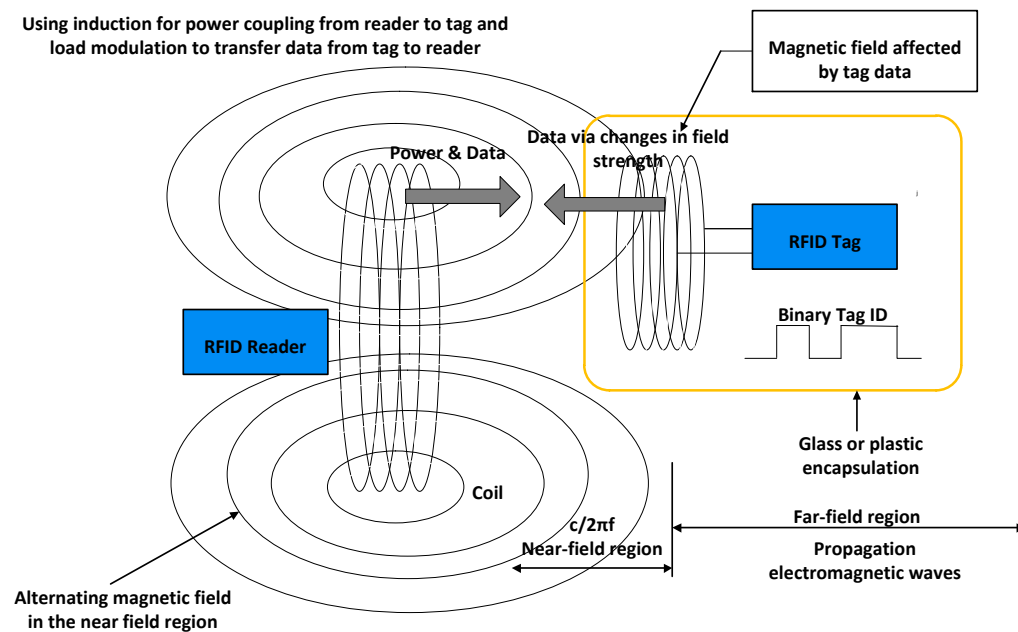 Using induction for power coupling from reader to tag and
load modulation to transfer data from tag to reader
Magnetic field affected
by tag data
Data via changes in field
strength
Power & Data
RFID Tag
Binary Tag ID
RFID Reader
Glass or plastic
encapsulation
Coil
c/2πf
Near-field region
Far-field region
Propagation
electromagnetic waves
Alternating magnetic field
in the near field region